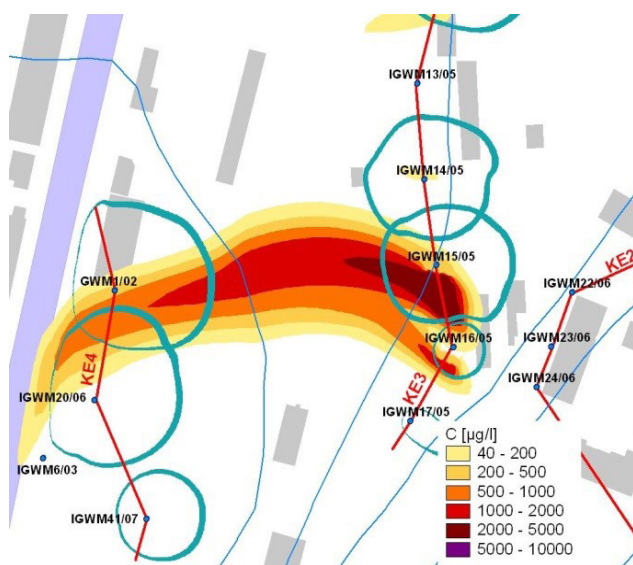 IGWM13/05
IGWM14/05
IGWM15/05
GWM1/02
IGWM22/06
KE2
IGWM16/05
IGWM23/06
KE4
IGWM24/06
IGWM20/06
KE3
IGWM17/05
IGWM6/03
C [µg/l]
40 - 200
200 - 500
500 - 1000
1000 - 2000
2000 - 5000
5000 - 10000
IGWM41/07